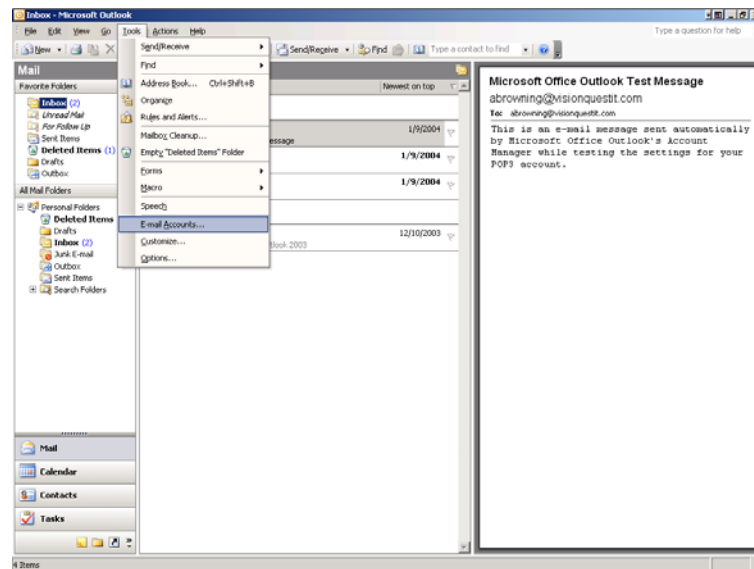 Inbox - Microsoft Outlook
File Edit View Go Tools Actions Help
Type a question for help
New
Send/Receive
Find
Type a contact to find
Mail
Favorite Folders
Inbox (2)
Unread Mail
For Follow Up
Sent Items
Deleted Items (1)
Drafts
Outbox
All Mail Folders
Personal Folders
Deleted Items
Drafts
Inbox (2)
Junk E-mail
Outbox
Sent Items
Search Folders
Mail
Calendar
Contacts
Tasks
4 Items
Send/Receive
Find
Address Book... Ctrl+Shift+B
Organize
Rules and Alerts...
Mailbox Cleanup...
Empty "Deleted Items" Folder
Forms
Macro
Speech
E-mail Accounts...
Customize...
Options...
Newest on top
1/9/2004
essage
1/9/2004
1/9/2004
12/10/2003
tlook 2003
Microsoft Office Outlook Test Message
abrowning@visionquestit.com
To: abrowning@visionquestit.com
This is an e-mail message sent automatically
by Microsoft Office Outlook's Account
Manager while testing the settings for your
POP3 account.